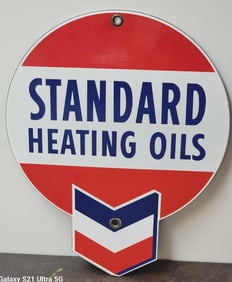 STANDARD
HEATING OILS
Galaxy S21 Ultra 5G